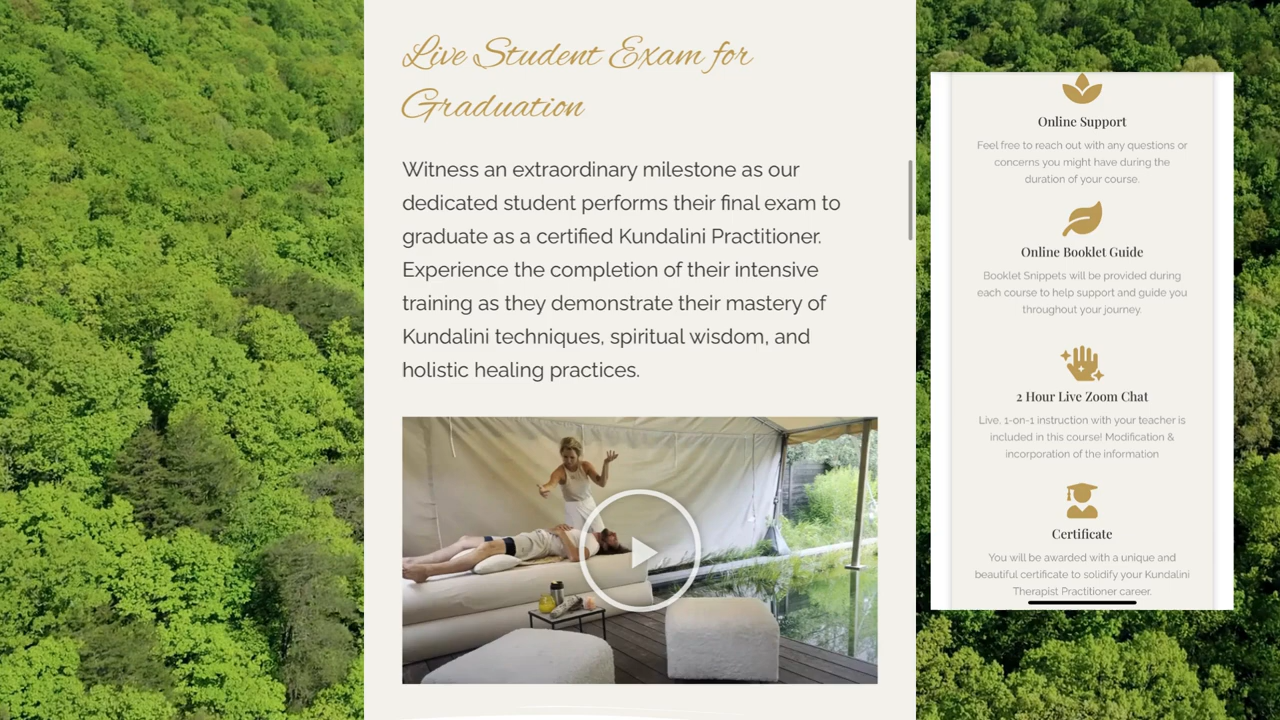 Live Student Exam for
Graduation
Witness an extraordinary milestone as our
dedicated student performs their final exam to
graduate as a certified Kundalini Practitioner.
Experience the completion of their intensive
training as they demonstrate their mastery of
Kundalini techniques, spiritual wisdom, and
holistic healing practices.
Online Support
Feel free to reach out with any questions or
concerns you might have during the
duration of your course.
Online Booklet Guide
Booklet Snippets will be provided during
each course to help support and guide you
throughout your journey.
2 Hour Live Zoom Chat
Live, 1-on-1 instruction with your teacher is
included in this course! Modification &
incorporation of the information
Certificate
You will be awarded with a unique and
beautiful certificate to solidify your Kundalini
Therapist Practitioner career.